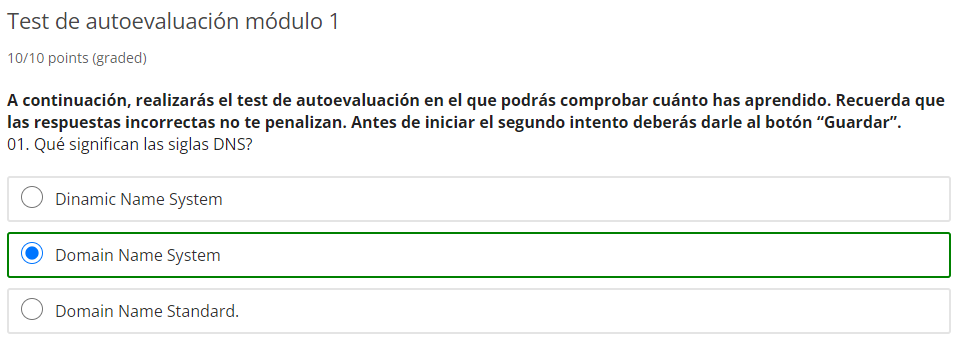 Test de autoevaluación módulo 1
10/10 points (graded)
A continuación, realizarás el test de autoevaluación en el que podrás comprobar cuánto has aprendido. Recuerda que
las respuestas incorrectas no te penalizan. Antes de iniciar el segundo intento deberás darle al botón “Guardar”.
01. Qué significan las siglas DNS?
Dinamic Name System
Domain Name System
Domain Name Standard.